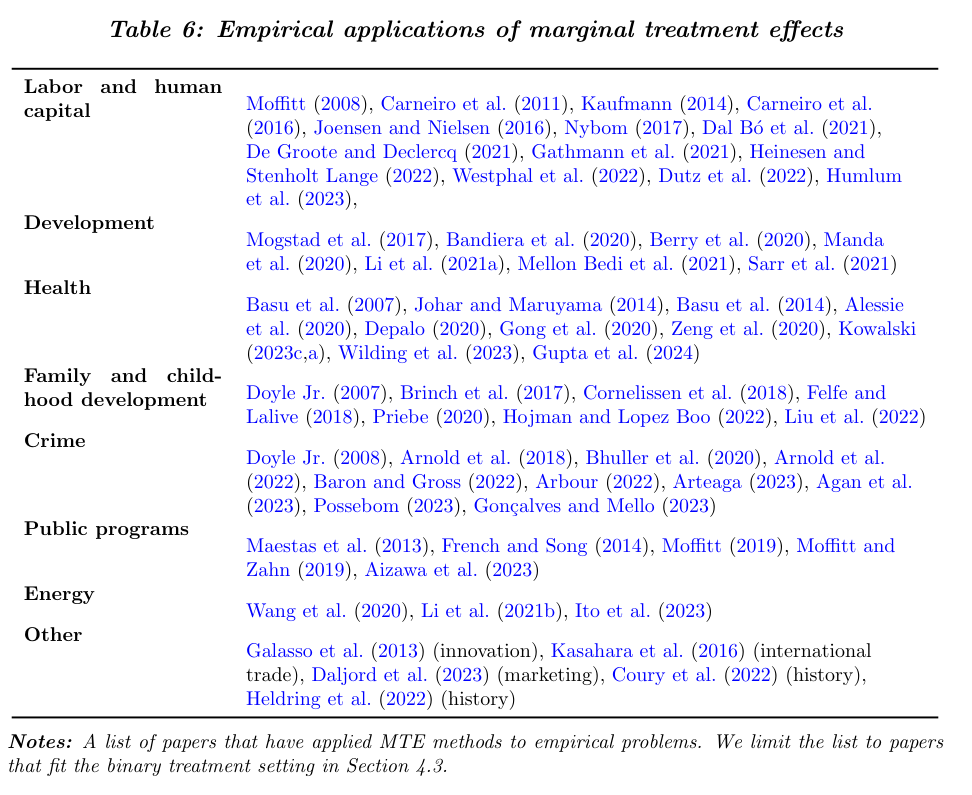 Table 6: Empirical applications of marginal treatment effects
Labor and human
capital
Moffitt (2008), Carneiro et al. (2011), Kaufmann (2014), Carneiro et al.
(2016), Joensen and Nielsen (2016), Nybom (2017), Dal Bó et al. (2021),
De Groote and Declercq (2021), Gathmann et al. (2021), Heinesen and
Stenholt Lange (2022), Westphal et al. (2022), Dutz et al. (2022), Humlum
et al. (2023),
Development
Mogstad et al. (2017), Bandiera et al. (2020), Berry et al. (2020), Manda
et al. (2020), Li et al. (2021a), Mellon Bedi et al. (2021), Sarr et al. (2021)
Health
Basu et al. (2007), Johar and Maruyama (2014), Basu et al. (2014), Alessie
et al. (2020), Depalo (2020), Gong et al. (2020), Zeng et al. (2020), Kowalski
(2023c,a), Wilding et al. (2023), Gupta et al. (2024)
Family and child-
hood development
Doyle Jr. (2007), Brinch et al. (2017), Cornelissen et al. (2018), Felfe and
Lalive (2018), Priebe (2020), Hojman and Lopez Boo (2022), Liu et al. (2022)
Crime
Doyle Jr. (2008), Arnold et al. (2018), Bhuller et al. (2020), Arnold et al.
(2022), Baron and Gross (2022), Arbour (2022), Arteaga (2023), Agan et al.
(2023), Possebom (2023), Gonçalves and Mello (2023)
Public programs
Maestas et al. (2013), French and Song (2014), Moffitt (2019), Moffitt and
Zahn (2019), Aizawa et al. (2023)
Energy
Wang et al. (2020), Li et al. (2021b), Ito et al. (2023)
Other
Galasso et al. (2013) (innovation), Kasahara et al. (2016) (international
trade), Daljord et al. (2023) (marketing), Coury et al. (2022) (history),
Heldring et al. (2022) (history)
Notes: A list of papers that have applied MTE methods to empirical problems. We limit the list to papers
that fit the binary treatment setting in Section 4.3.